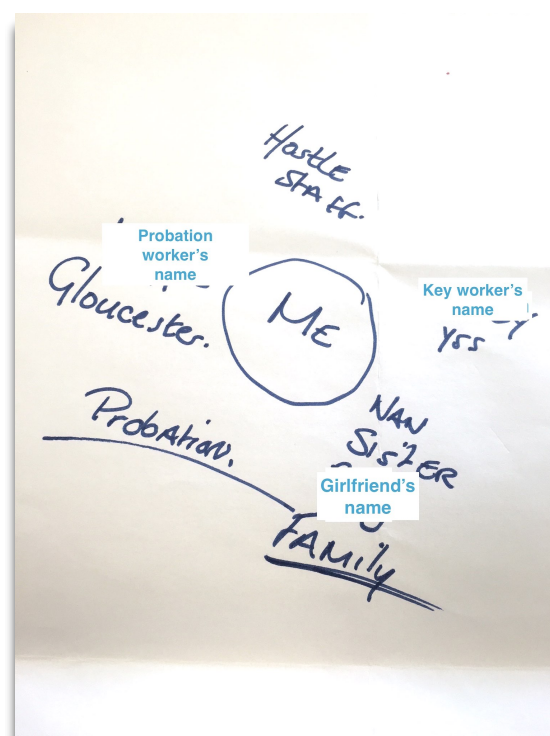 Hostle
STAFF.
Probation
worker's
name
Gloucester.
ME
Key worker's
name
YSS
Probation.
NAN
SISTER
Girlfriend's
name
FAMily